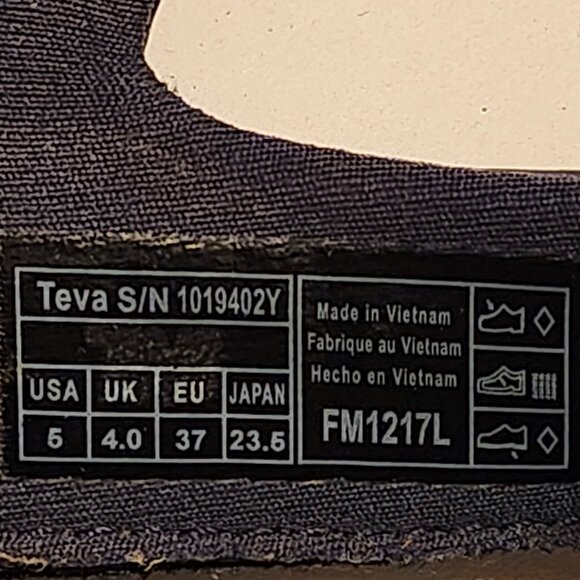 Teva S/N 1019402Y
USA UK EU JAPAN
5 4.0 37 23.5
Made in Vietnam
Fabrique au Vietnam
Hecho en Vietnam
FM1217L